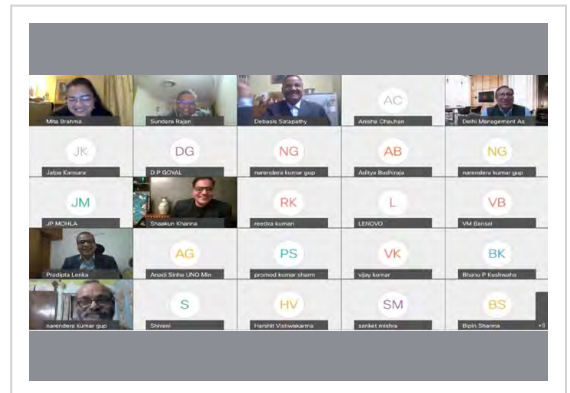 Mita Brahma
Sundera Rajan
Debasis Satapathy
AC
Anisha Chauhan
Delhi Management As
JK
Jalpa Kansara
DG
D P GOYAL
NG
narendera kumar gup
AB
Aditya Budhiraja
NG
narendera kumar gup
JM
JP MOHLA
Shaakun Khanna
RK
reedra kumari
L
LENOVO
VB
VM Bansal
Pradipta Lenka
AG
Anadi Sinha UNO Min
PS
promod kumar sharm
VK
vijay kumar
BK
Bhanu P Kushwaha
narendera kumar gup
S
Shivani
HV
Harshit Vishwakarma
SM
sanket mishra
BS
Bipin Sharma